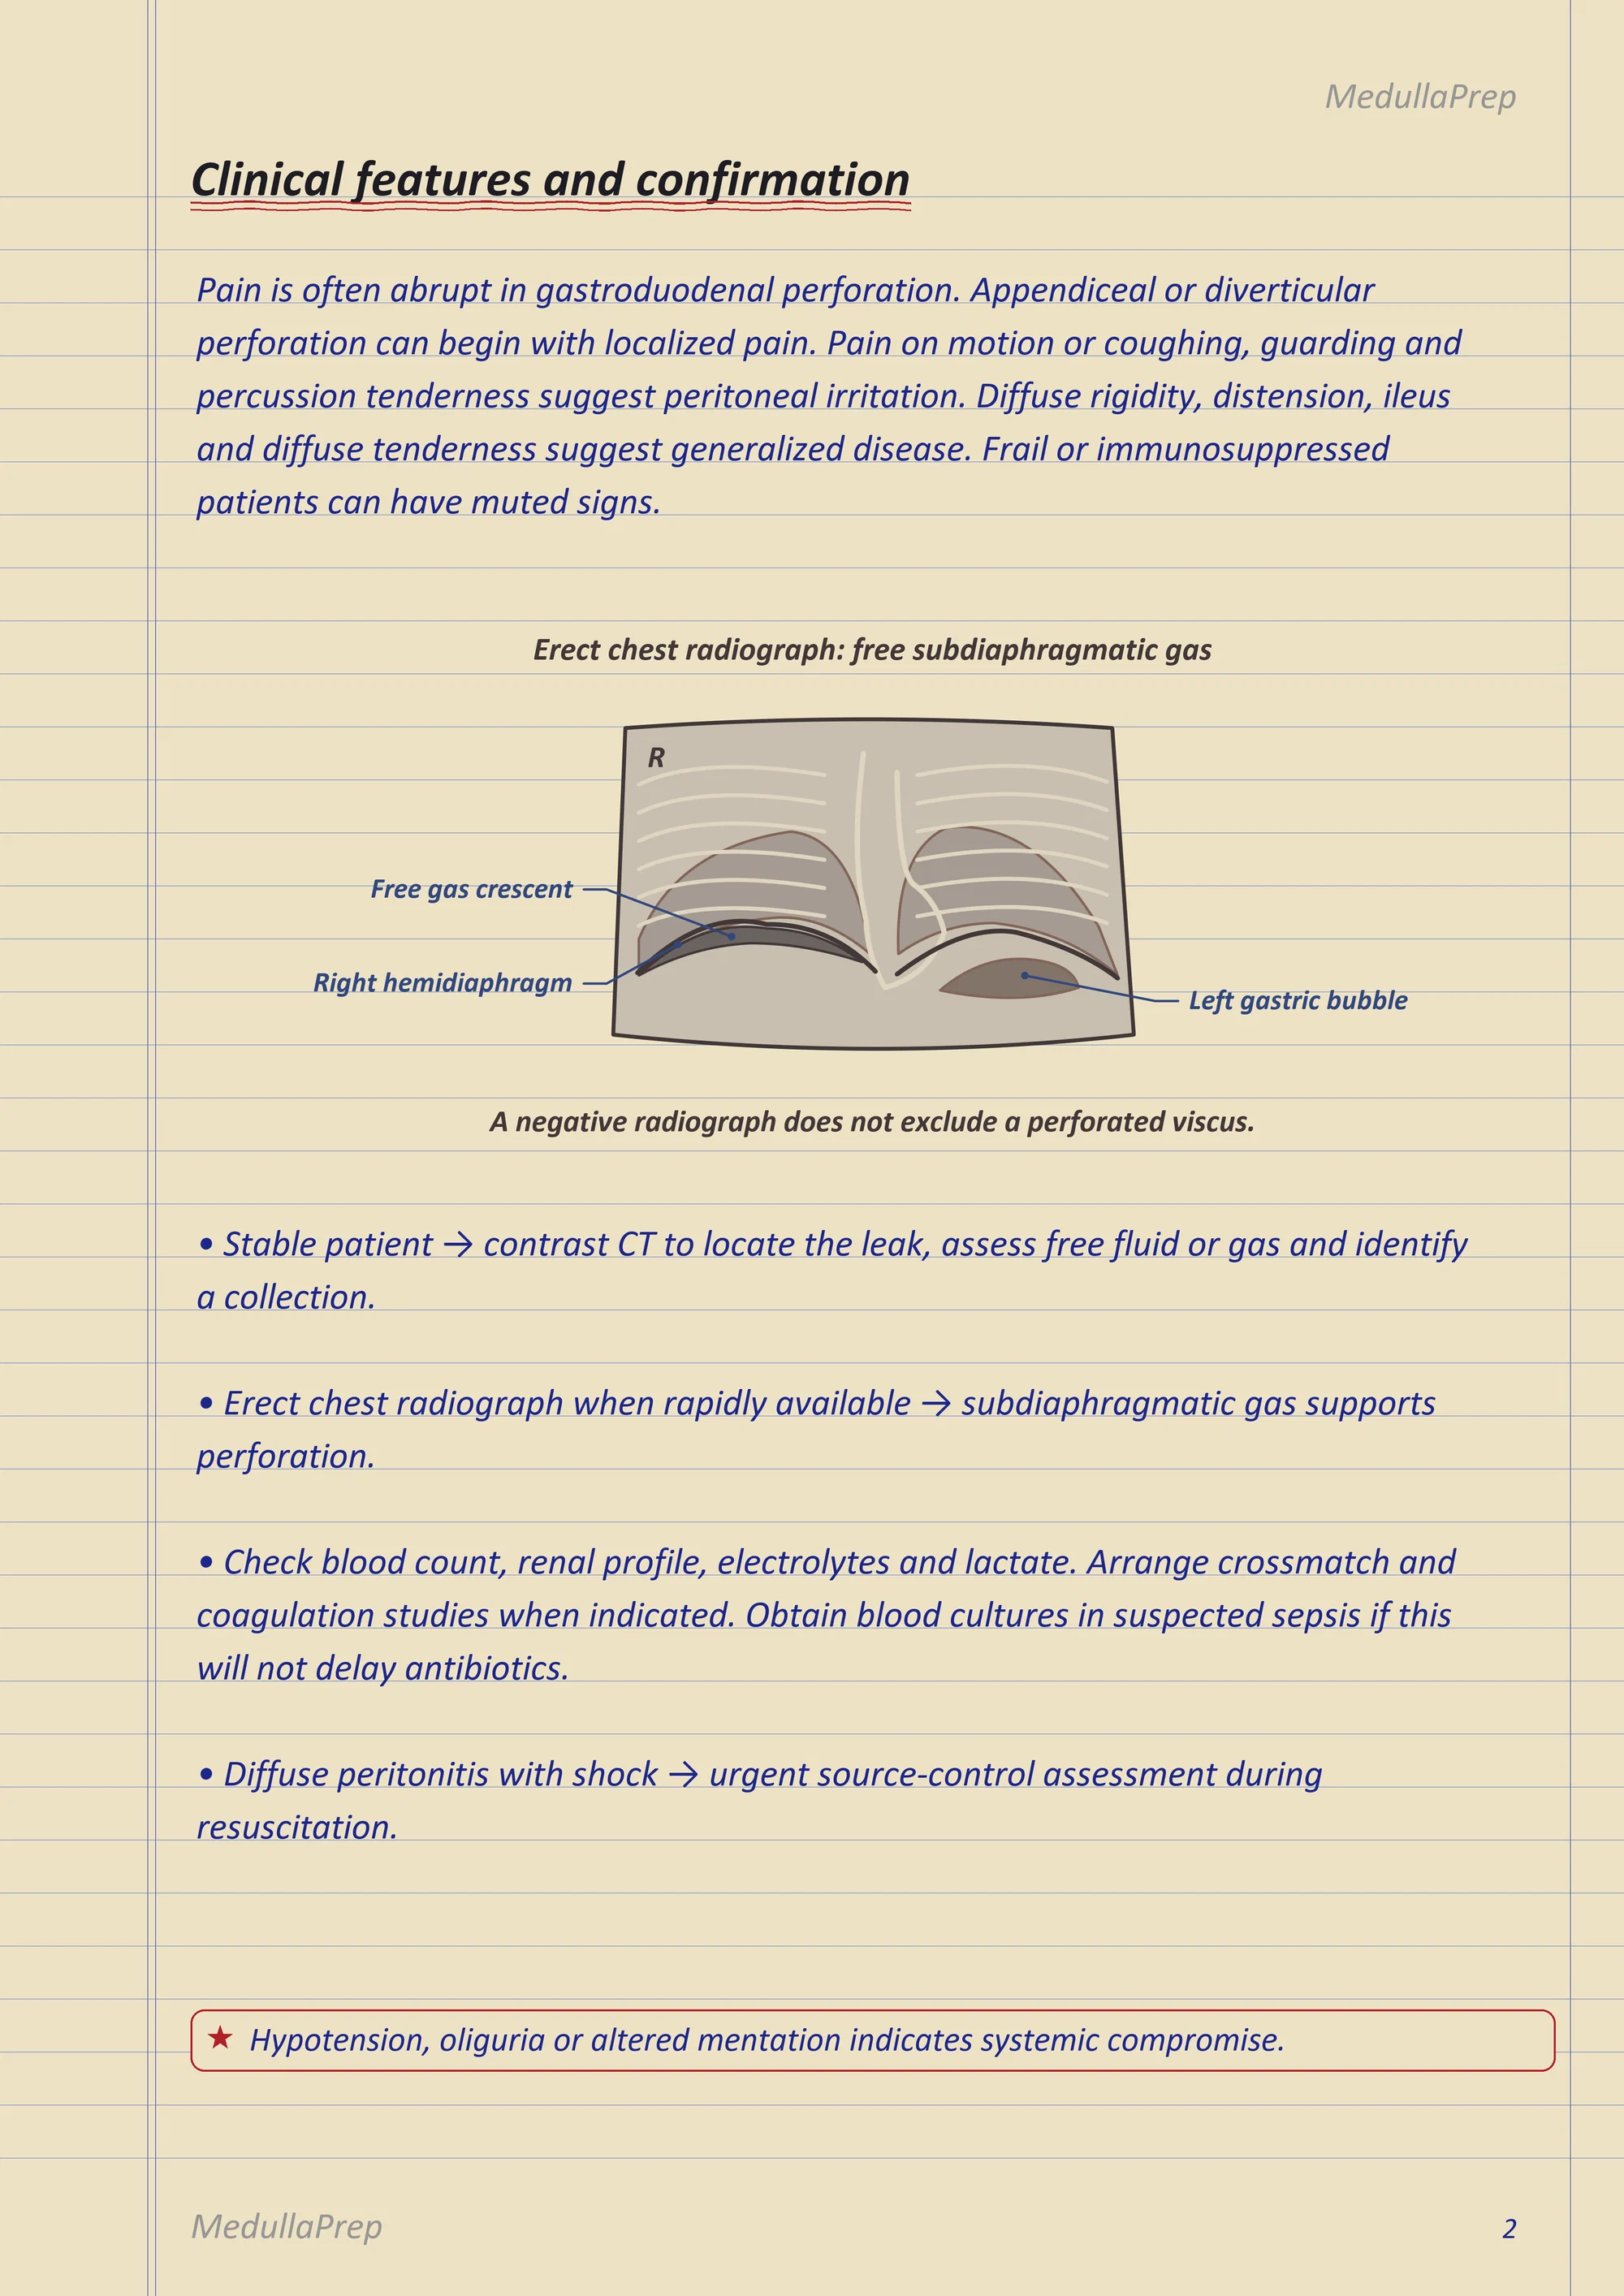 MedullaPrep
Clinical features and confirmation
Pain is often abrupt in gastroduodenal perforation. Appendiceal or diverticular
perforation can begin with localized pain. Pain on motion or coughing, guarding and
percussion tenderness suggest peritoneal irritation. Diffuse rigidity, distension, ileus
and diffuse tenderness suggest generalized disease. Frail or immunosuppressed
patients can have muted signs.
Erect chest radiograph: free subdiaphragmatic gas
R
Free gas crescent
Right hemidiaphragm
Left gastric bubble
A negative radiograph does not exclude a perforated viscus.
• Stable patient → contrast CT to locate the leak, assess free fluid or gas and identify
a collection.
• Erect chest radiograph when rapidly available → subdiaphragmatic gas supports
perforation.
• Check blood count, renal profile, electrolytes and lactate. Arrange crossmatch and
coagulation studies when indicated. Obtain blood cultures in suspected sepsis if this
will not delay antibiotics.
• Diffuse peritonitis with shock → urgent source-control assessment during
resuscitation.
★ Hypotension, oliguria or altered mentation indicates systemic compromise.
MedullaPrep
2